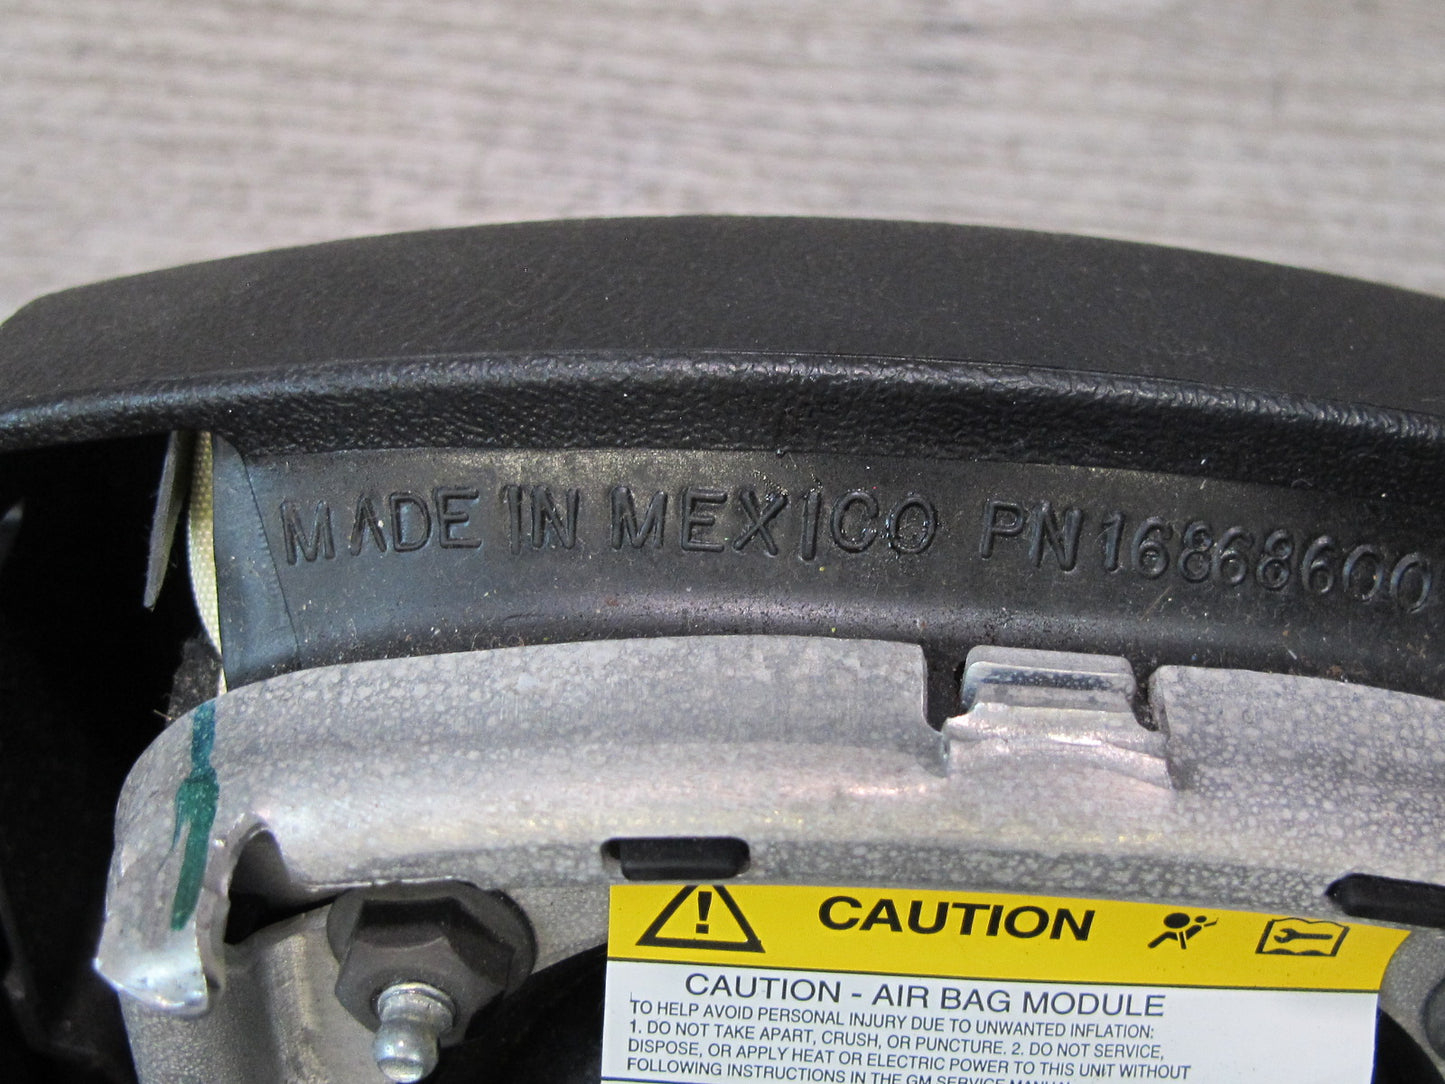 MADE IN MEXICO PN 16868600
CAUTION
CAUTION - AIR BAG MODULE
TO HELP AVOID PERSONAL INJURY DUE TO UNWANTED INFLATION:
1. DO NOT TAKE APART, CRUSH, OR PUNCTURE. 2. DO NOT SERVICE,
DISPOSE, OR APPLY HEAT OR ELECTRIC POWER TO THIS UNIT WITHOUT
FOLLOWING INSTRUCTIONS IN THE GM SERVICE